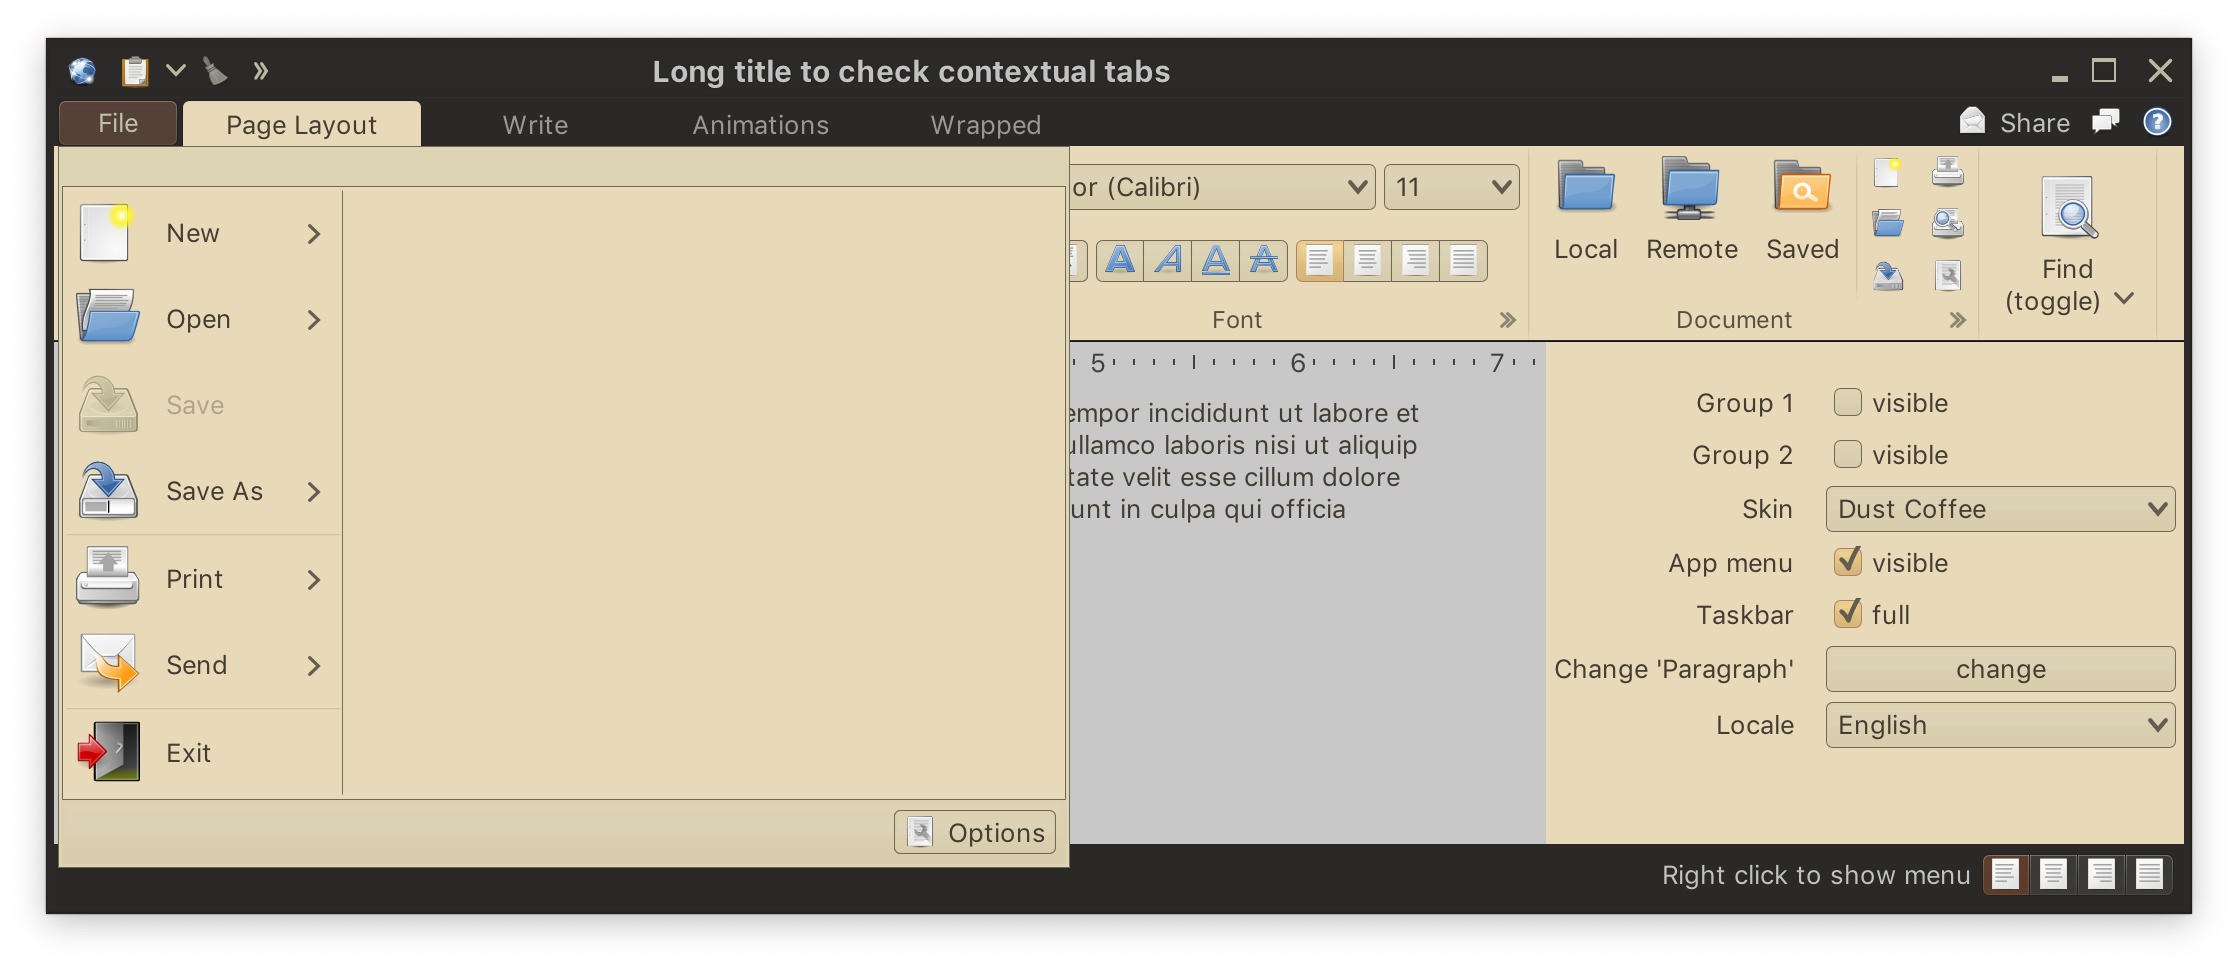 Long title to check contextual tabs
File
Page Layout
Write
Animations
Wrapped
Share
New
Open
Save
Save As
Print
Send
Exit
Options
or (Calibri)
11
Font
Local
Remote
Saved
Document
Find
(toggle)
5 6 7
empor incididunt ut labore et
ullamco laboris nisi ut aliquip
tate velit esse cillum dolore
unt in culpa qui officia
Group 1 visible
Group 2 visible
Skin Dust Coffee
App menu visible
Taskbar full
Change 'Paragraph' change
Locale English
Right click to show menu